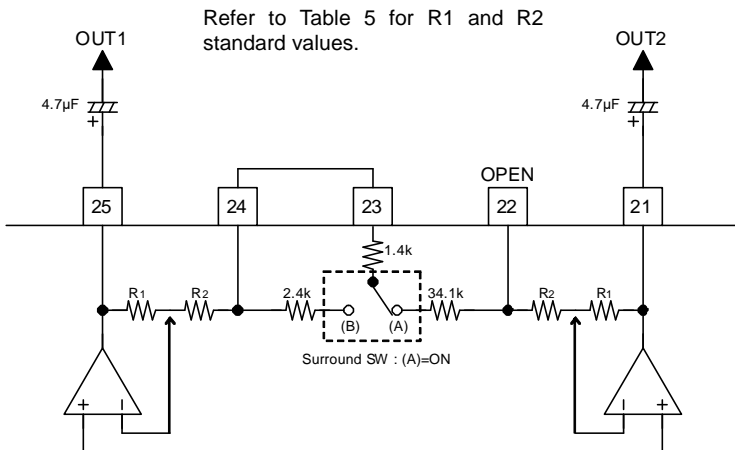 Refer to Table 5 for R1 and R2
standard values.
OUT1
OUT2
4.7µF
+
4.7µF
+
OPEN
25
24
23
22
21
1.4k
R1
R2
2.4k
34.1k
R2
R1
(B)
(A)
Surround SW : (A)=ON
+
−
−
+